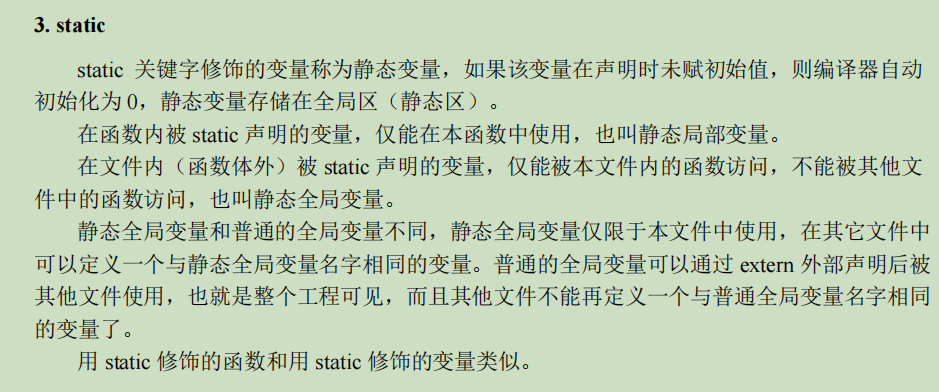 3. static
static 关键字修饰的变量称为静态变量，如果该变量在声明时未赋初始值，则编译器自动
初始化为 0，静态变量存储在全局区（静态区）。
在函数内被 static 声明的变量，仅能在本函数中使用，也叫静态局部变量。
在文件内（函数体外）被 static 声明的变量，仅能被本文件内的函数访问，不能被其他文
件中的函数访问，也叫静态全局变量。
静态全局变量和普通的全局变量不同，静态全局变量仅限于本文件中使用，在其它文件中
可以定义一个与静态全局变量名字相同的变量。普通的全局变量可以通过 extern 外部声明后被
其他文件使用，也就是整个工程可见，而且其他文件不能再定义一个与普通全局变量名字相同
的变量了。
用 static 修饰的函数和用 static 修饰的变量类似。